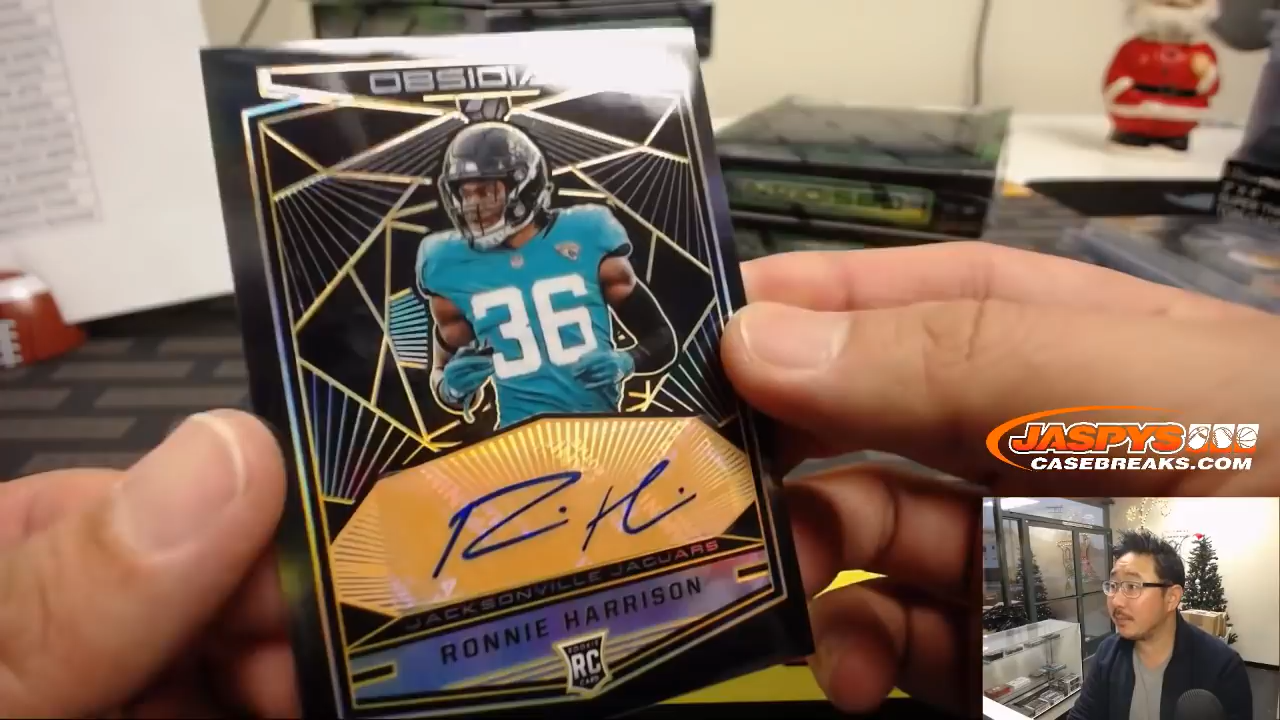 OBSIDIA
36
JACKSONVILLE JAGUARS
RONNIE HARRISON
ROOKIE
RC
CARD
JASPYS
CASEBREAKS.COM